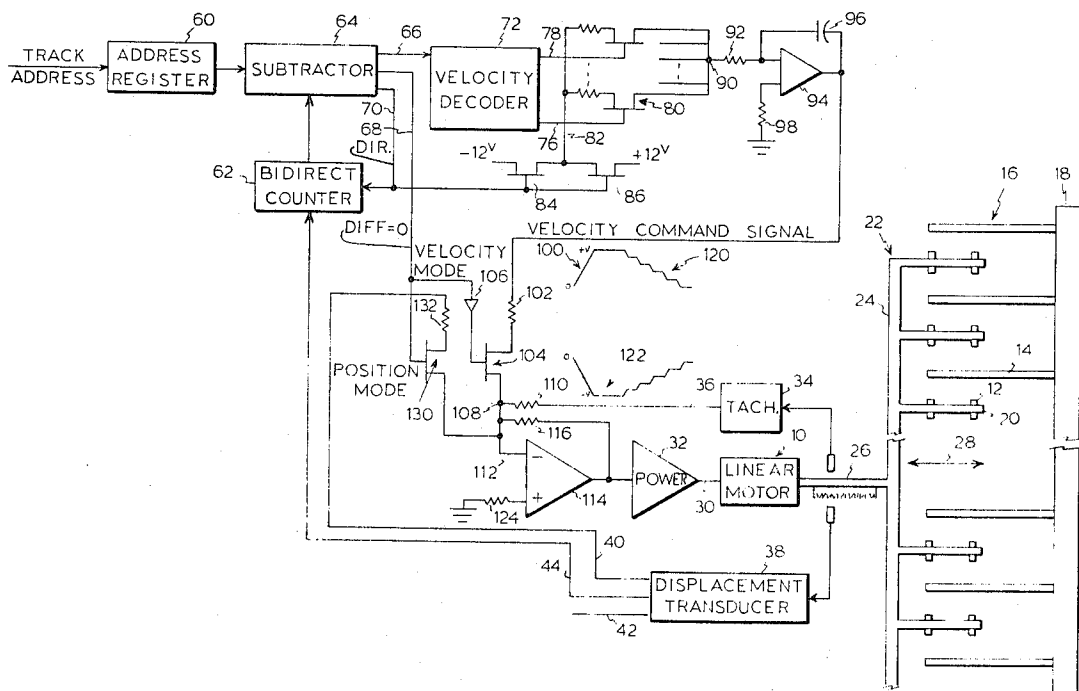 60
64
66
72
78
92
96
TRACK
ADDRESS
ADDRESS
REGISTER
SUBTRACTOR
VELOCITY
DECODER
90
94
80
98
70
68
76
82
DIR.
-12V
+12V
62
BIDIRECT
COUNTER
84
86
16
18
DIFF=0
VELOCITY COMMAND SIGNAL
22
VELOCITY
MODE
100
+V
120
0
106
102
24
132
14
POSITION
MODE
104
0
122
-V
36
34
12
130
108
110
TACH.
20
116
10
26
28
112
32
LINEAR
MOTOR
POWER
−
+
124
114
30
40
38
44
DISPLACEMENT
TRANSDUCER
42